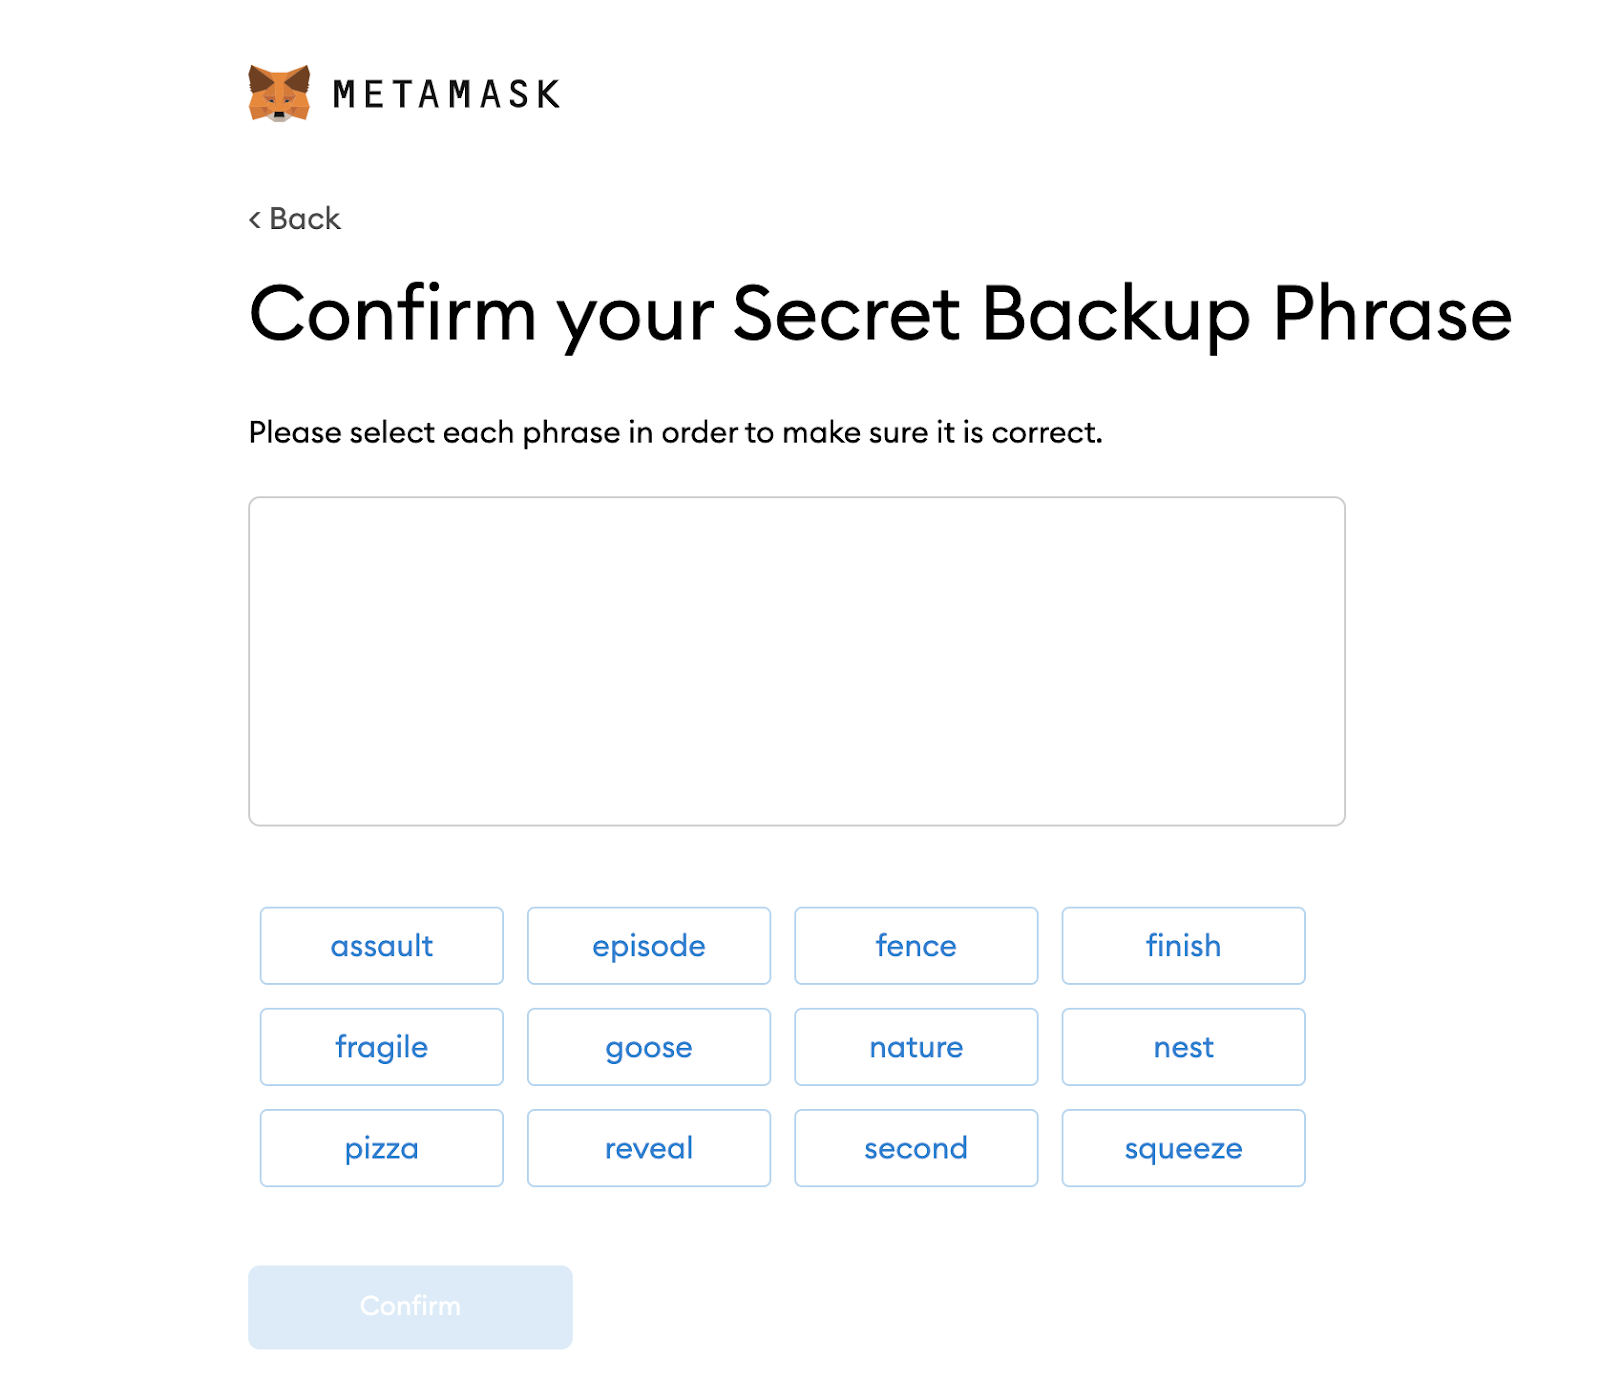 METAMASK
< Back
Confirm your Secret Backup Phrase
Please select each phrase in order to make sure it is correct.
assault episode fence finish
fragile goose nature nest
pizza reveal second squeeze
Confirm